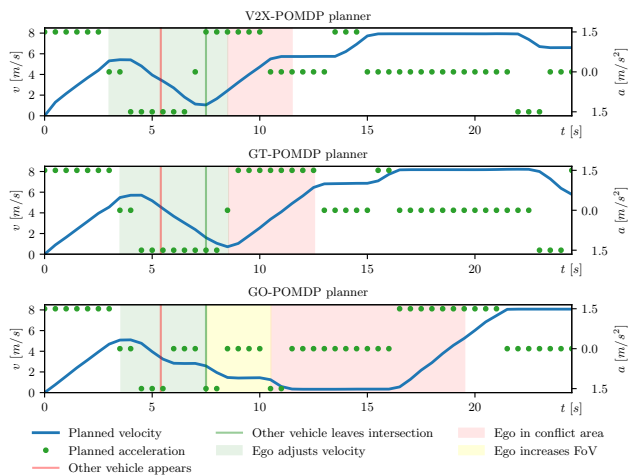 V2X-POMDP planner
8
6
4
2
0
v [m/s]
1.5
0.0
1.5
a [m/s²]
0
5
10
15
20
t [s]
GT-POMDP planner
8
6
4
2
0
v [m/s]
1.5
0.0
1.5
a [m/s²]
0
5
10
15
20
t [s]
GO-POMDP planner
8
6
4
2
0
v [m/s]
1.5
0.0
1.5
a [m/s²]
0
5
10
15
20
t [s]
Planned velocity
Planned acceleration
Other vehicle appears
Other vehicle leaves intersection
Ego adjusts velocity
Ego in conflict area
Ego increases FoV